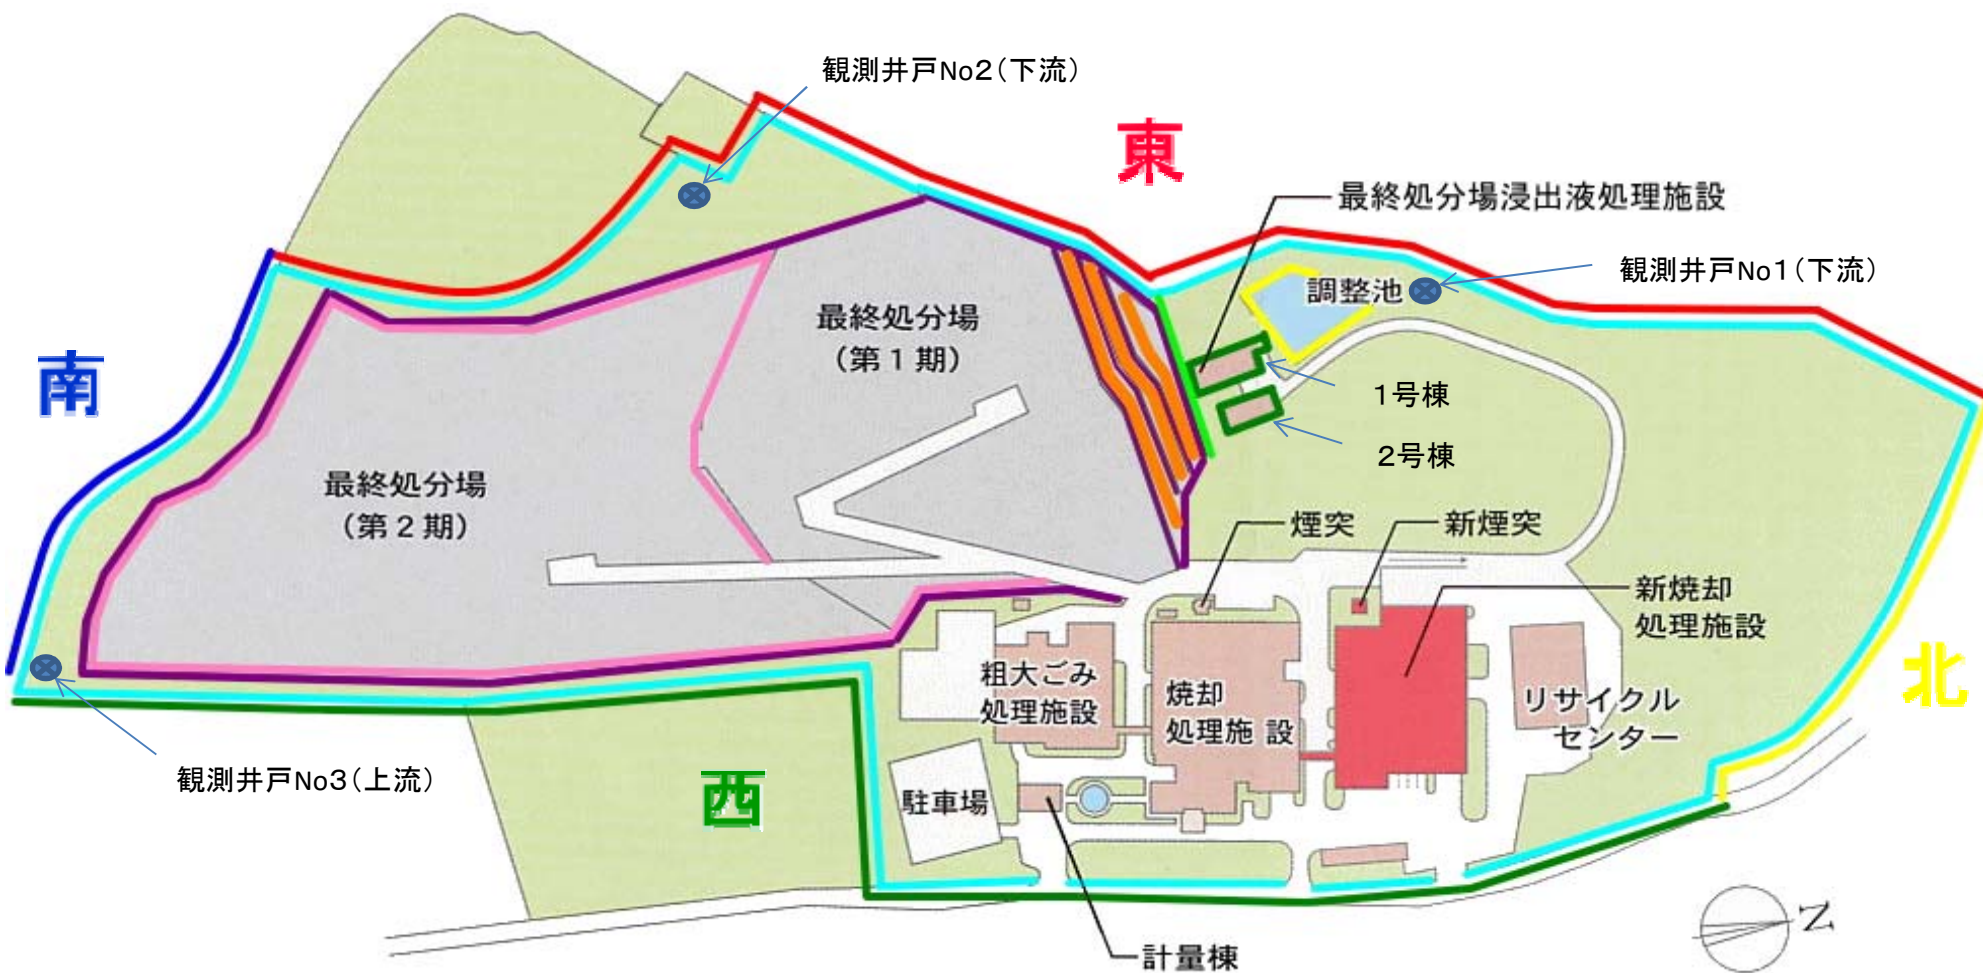 観測井戸No2(下流)
東
最終処分場浸出液処理施設
観測井戸No1(下流)
調整池
最終処分場
(第1期)
南
1号棟
2号棟
最終処分場
(第2期)
煙突
新煙突
新焼却
処理施設
北
粗大ごみ
処理施設
焼却
処理施 設
リサイクル
センター
観測井戸No3(上流)
西
駐車場
計量棟
N